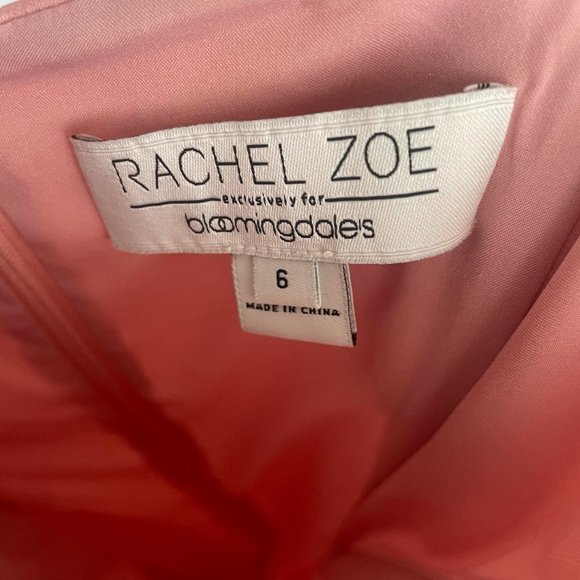 RACHEL ZOE
exclusively for
bloomingdale's
6
MADE IN CHINA